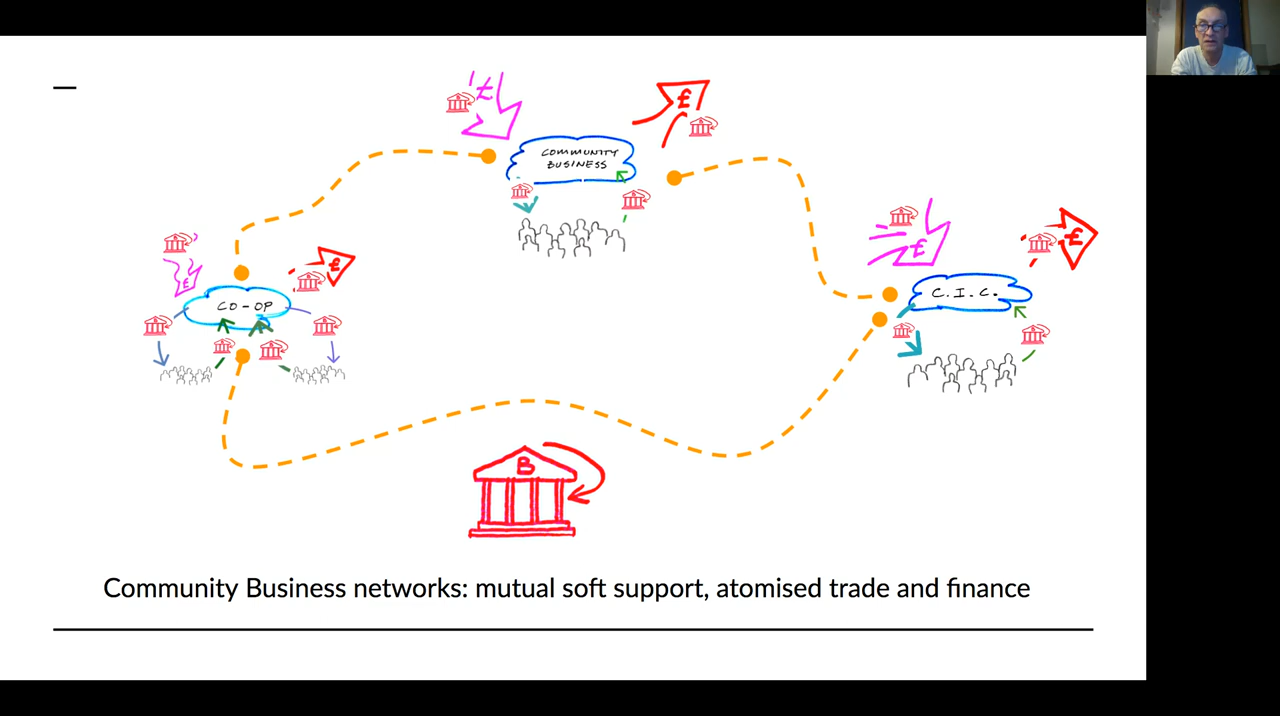 £
£
COMMUNITY
BUSINESS
£
£
£
£
CO-OP
C.I.C.
B
Community Business networks: mutual soft support, atomised trade and finance